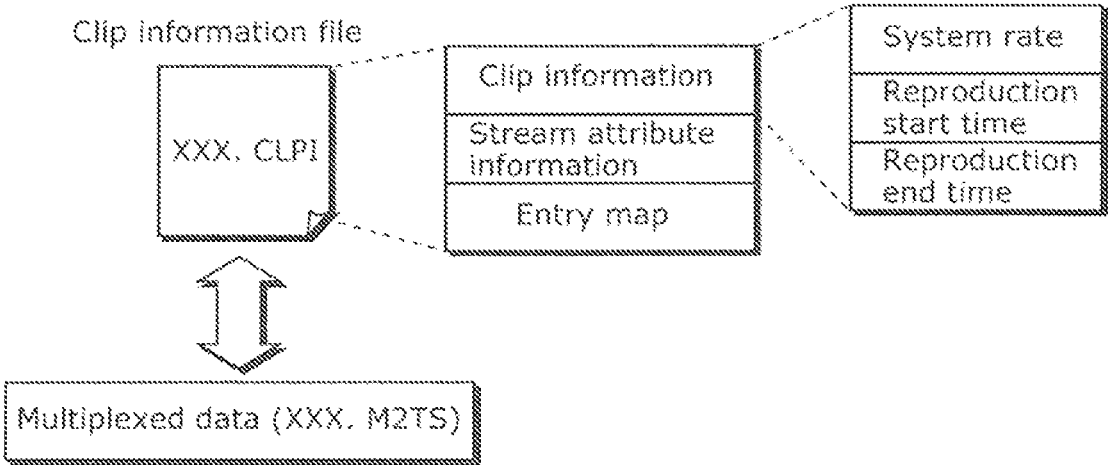 Clip information file
XXX. CLPI
Clip information
Stream attribute
information
Entry map
System rate
Reproduction
start time
Reproduction
end time
Multiplexed data (XXX. M2TS)